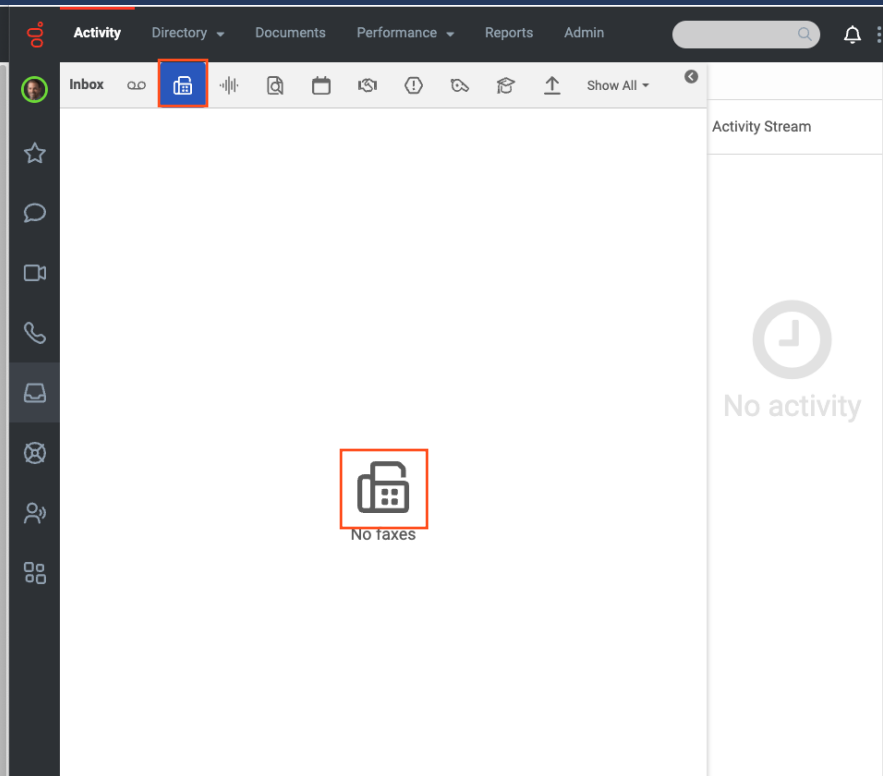 Activity Directory Documents Performance Reports Admin
Inbox Show All
Activity Stream
No activity
No faxes